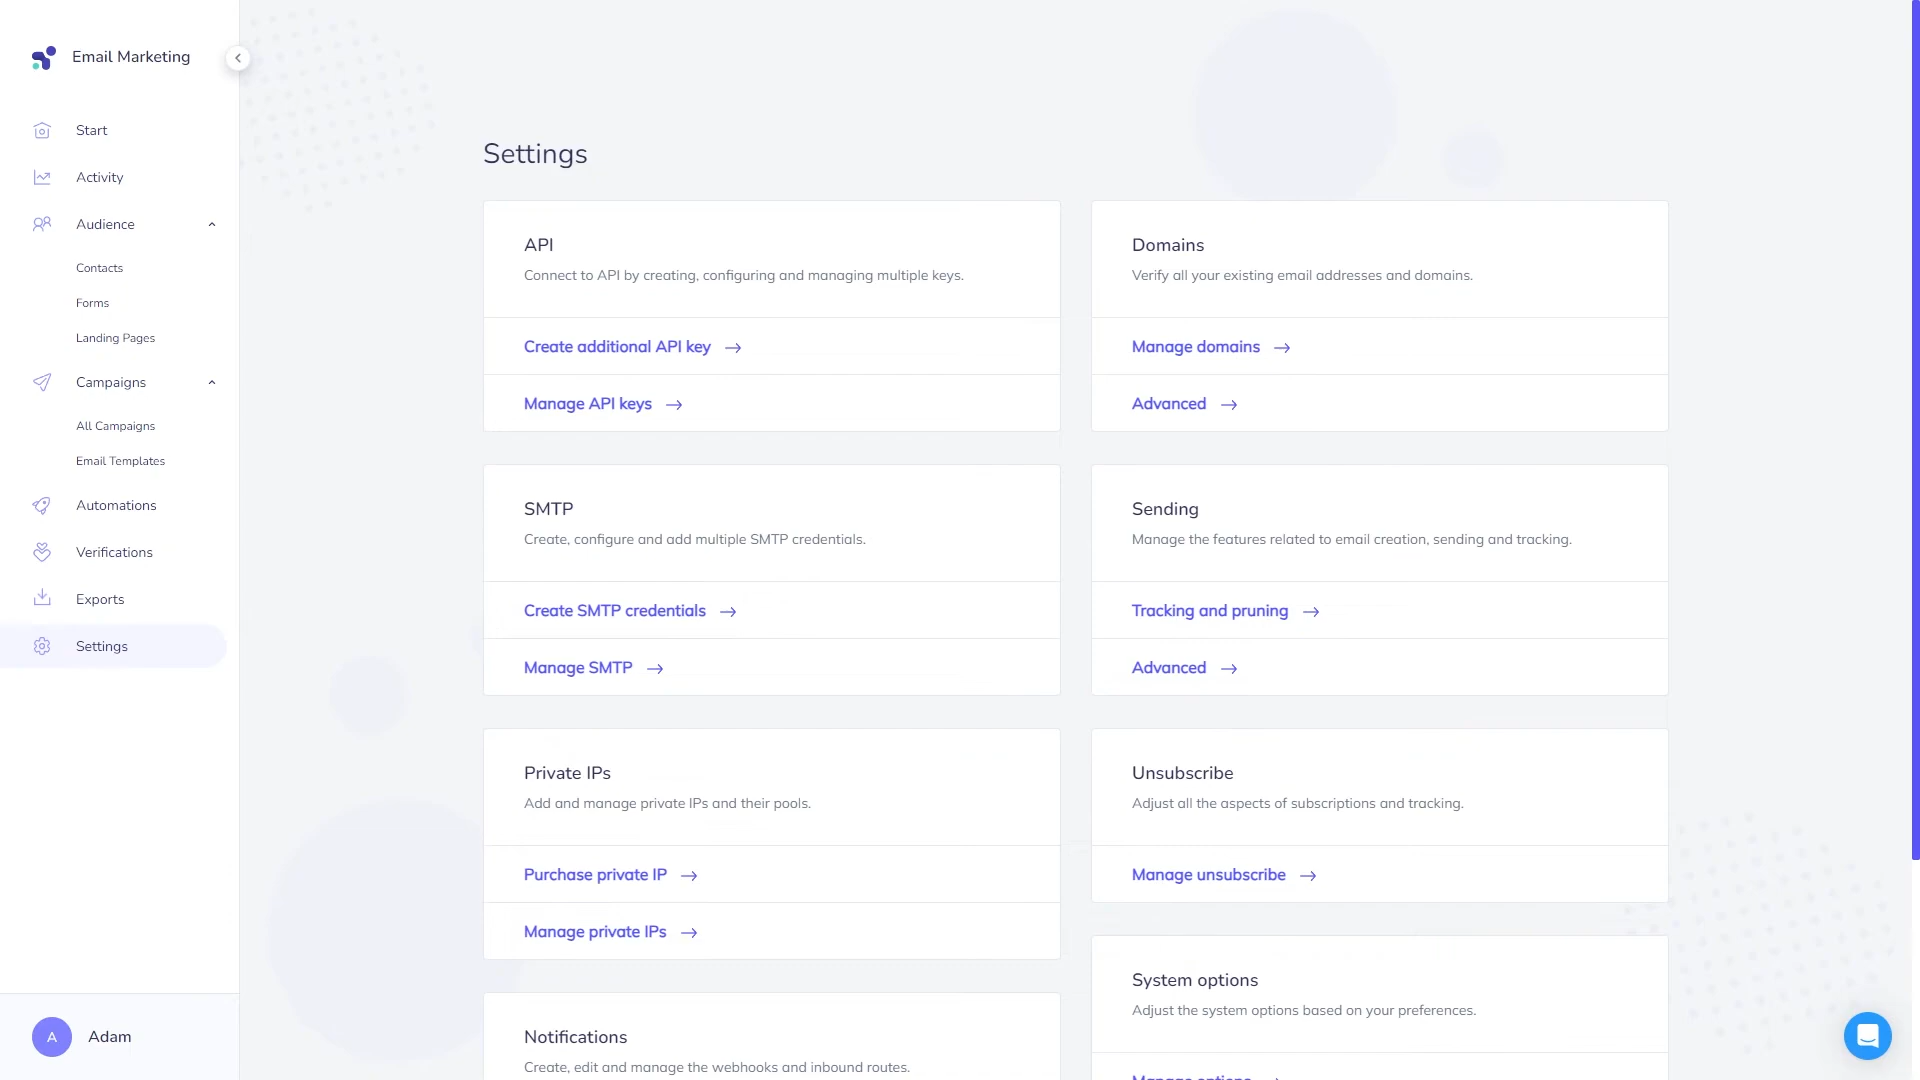 Email Marketing
Start
Activity
Audience
Contacts
Forms
Landing Pages
Campaigns
All Campaigns
Email Templates
Automations
Verifications
Exports
Settings
A
Adam
Settings
API
Connect to API by creating, configuring and managing multiple keys.
Create additional API key
Manage API keys
Domains
Verify all your existing email addresses and domains.
Manage domains
Advanced
SMTP
Create, configure and add multiple SMTP credentials.
Create SMTP credentials
Manage SMTP
Sending
Manage the features related to email creation, sending and tracking.
Tracking and pruning
Advanced
Private IPs
Add and manage private IPs and their pools.
Purchase private IP
Manage private IPs
Unsubscribe
Adjust all the aspects of subscriptions and tracking.
Manage unsubscribe
Notifications
Create, edit and manage the webhooks and inbound routes.
System options
Adjust the system options based on your preferences.
Manage options